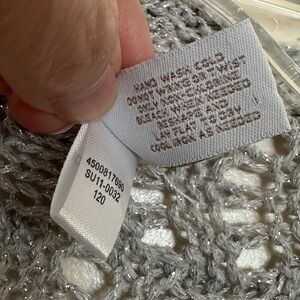 HAND WASH COLD
DO NOT WRING OR TWIST
ONLY NON-CHLORINE
BLEACH WHEN NEEDED
RESHAPE AND
LAY FLAT TO DRY
COOL IRON AS NEEDED
4500817690
SU11-0032
120